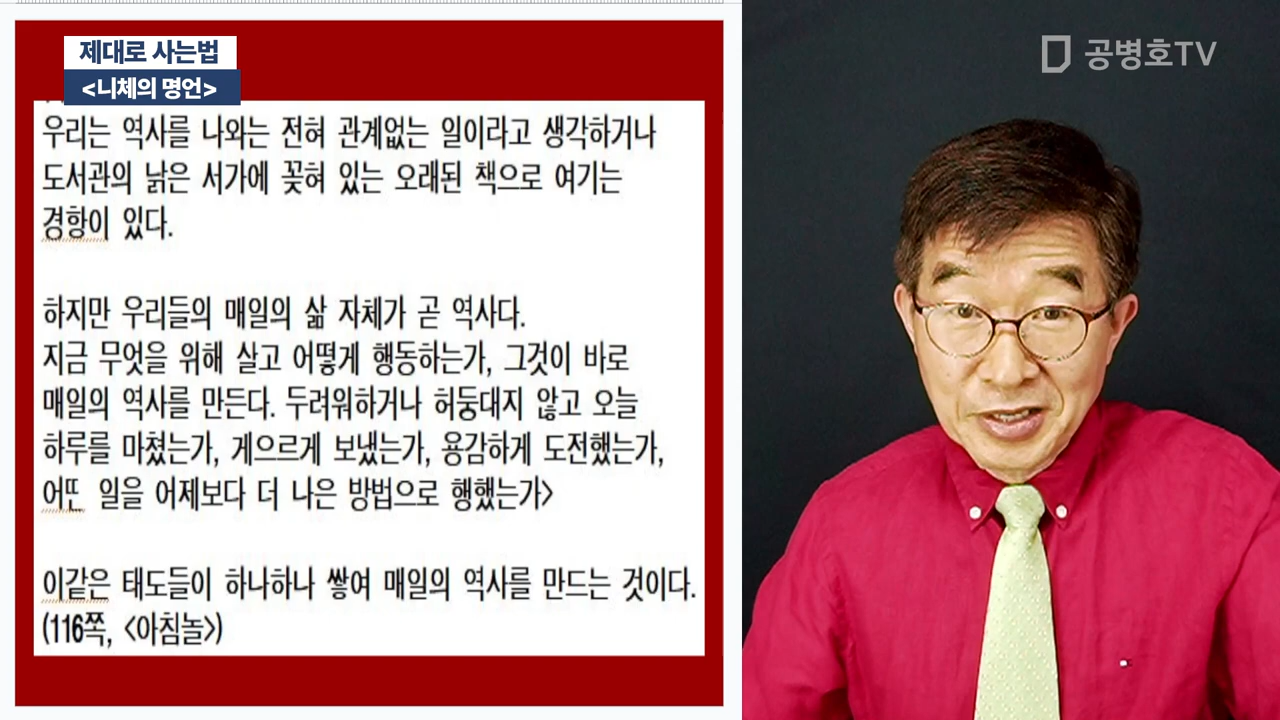 제대로 사는법
<니체의 명언>
공병호TV
우리는 역사를 나와는 전혀 관계없는 일이라고 생각하거나
도서관의 낡은 서가에 꽂혀 있는 오래된 책으로 여기는
경향이 있다.
하지만 우리들의 매일의 삶 자체가 곧 역사다.
지금 무엇을 위해 살고 어떻게 행동하는가, 그것이 바로
매일의 역사를 만든다. 두려워하거나 허둥대지 않고 오늘
하루를 마쳤는가, 게으르게 보냈는가, 용감하게 도전했는가,
어떤 일을 어제보다 더 나은 방법으로 행했는가>
이같은 태도들이 하나하나 쌓여 매일의 역사를 만드는 것이다.
(116쪽, <아침놀>)